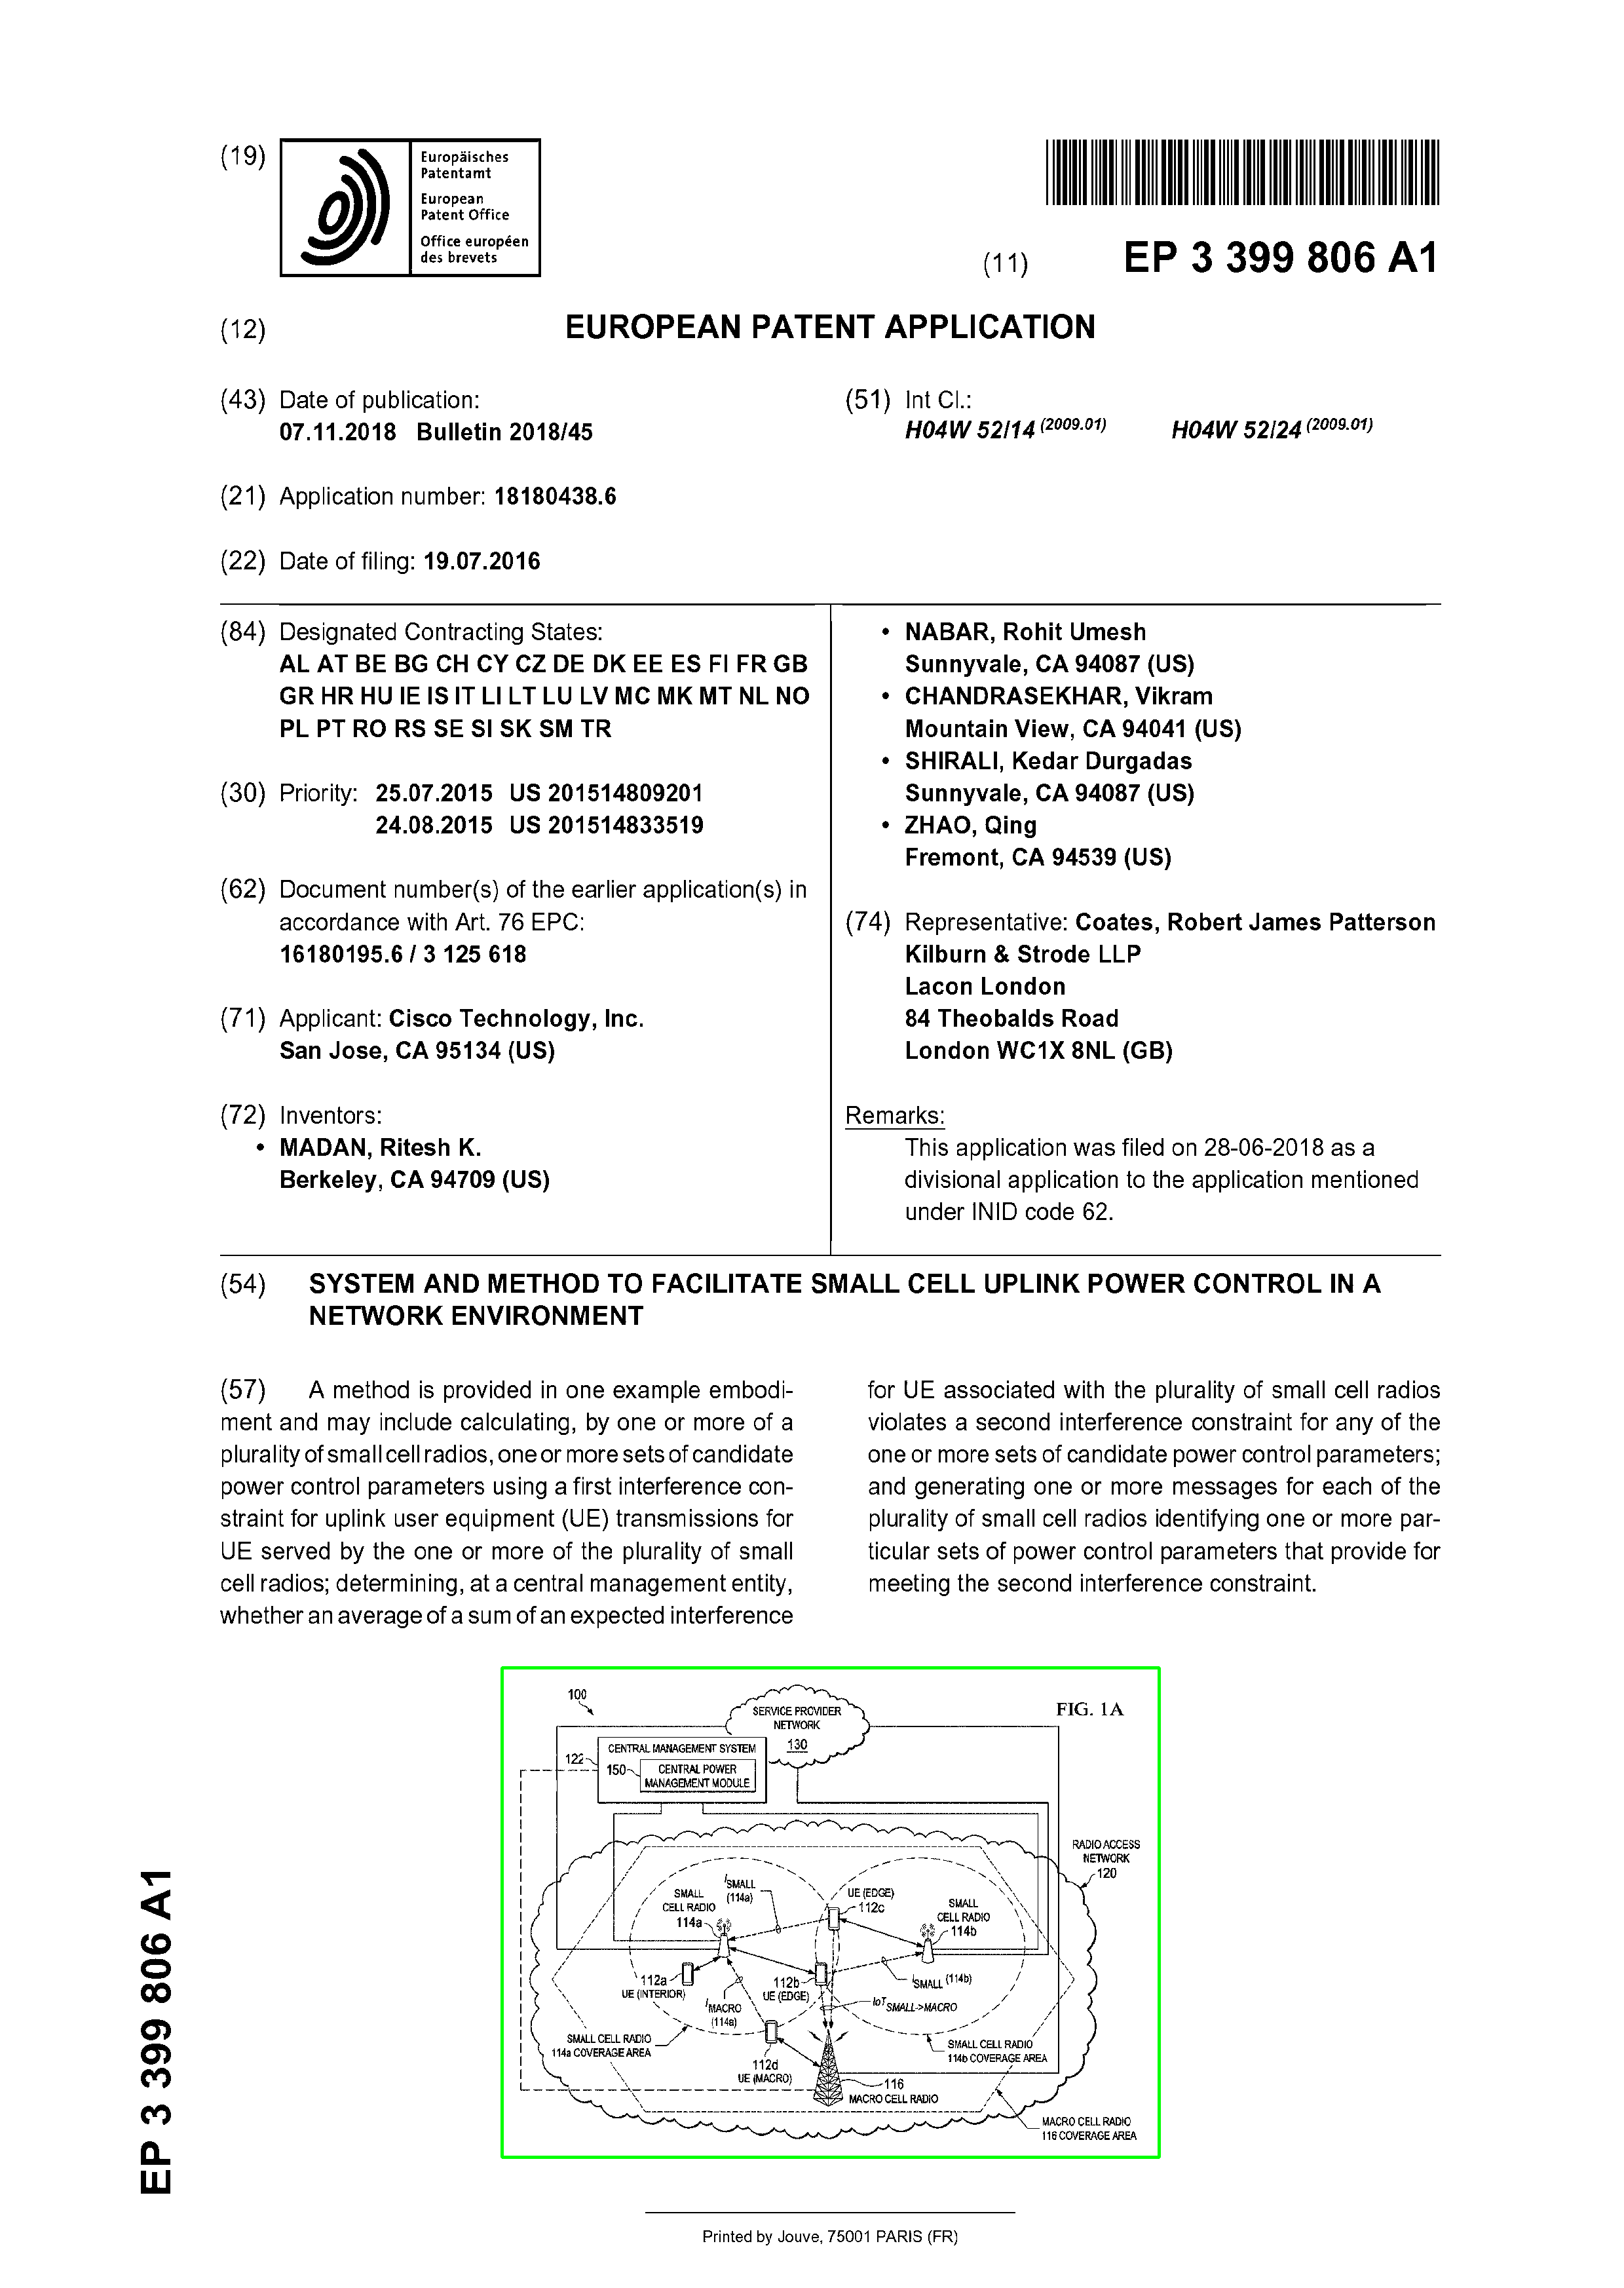 (19)
Europäisches
Patentamt
European
Patent Office
Office européen
des brevets
(11) EP 3 399 806 A1
(12) EUROPEAN PATENT APPLICATION
(43) Date of publication:
07.11.2018 Bulletin 2018/45
(51) Int Cl.:
H04W 52/14 (2009.01) H04W 52/24 (2009.01)
(21) Application number: 18180438.6
(22) Date of filing: 19.07.2016
(84) Designated Contracting States:
AL AT BE BG CH CY CZ DE DK EE ES FI FR GB
GR HR HU IE IS IT LI LT LU LV MC MK MT NL NO
PL PT RO RS SE SI SK SM TR
(30) Priority: 25.07.2015 US 201514809201
24.08.2015 US 201514833519
(62) Document number(s) of the earlier application(s) in
accordance with Art. 76 EPC:
16180195.6 / 3 125 618
(71) Applicant: Cisco Technology, Inc.
San Jose, CA 95134 (US)
(72) Inventors:
• MADAN, Ritesh K.
Berkeley, CA 94709 (US)
• NABAR, Rohit Umesh
Sunnyvale, CA 94087 (US)
• CHANDRASEKHAR, Vikram
Mountain View, CA 94041 (US)
• SHIRALI, Kedar Durgadas
Sunnyvale, CA 94087 (US)
• ZHAO, Qing
Fremont, CA 94539 (US)
(74) Representative: Coates, Robert James Patterson
Kilburn & Strode LLP
Lacon London
84 Theobalds Road
London WC1X 8NL (GB)
Remarks:
This application was filed on 28-06-2018 as a
divisional application to the application mentioned
under INID code 62.
(54) SYSTEM AND METHOD TO FACILITATE SMALL CELL UPLINK POWER CONTROL IN A
NETWORK ENVIRONMENT
(57) A method is provided in one example embodi-
ment and may include calculating, by one or more of a
plurality of small cell radios, one or more sets of candidate
power control parameters using a first interference con-
straint for uplink user equipment (UE) transmissions for
UE served by the one or more of the plurality of small
cell radios; determining, at a central management entity,
whether an average of a sum of an expected interference
for UE associated with the plurality of small cell radios
violates a second interference constraint for any of the
one or more sets of candidate power control parameters;
and generating one or more messages for each of the
plurality of small cell radios identifying one or more par-
ticular sets of power control parameters that provide for
meeting the second interference constraint.
100
FIG. 1A
SERVICE PROVIDER
NETWORK
130
122
CENTRAL MANAGEMENT SYSTEM
150
CENTRAL POWER
MANAGEMENT MODULE
RADIO ACCESS
NETWORK
120
SMALL
CELL RADIO
114a
ISMALL
(114a)
UE (EDGE)
112c
SMALL
CELL RADIO
114b
112a
UE (INTERIOR)
IMACRO
(114a)
112b
UE (EDGE)
ISMALL (114b)
IoTSMALL->MACRO
SMALL CELL RADIO
114a COVERAGE AREA
112d
UE (MACRO)
SMALL CELL RADIO
114b COVERAGE AREA
116
MACRO CELL RADIO
MACRO CELL RADIO
116 COVERAGE AREA
EP 3 399 806 A1
Printed by Jouve, 75001 PARIS (FR)